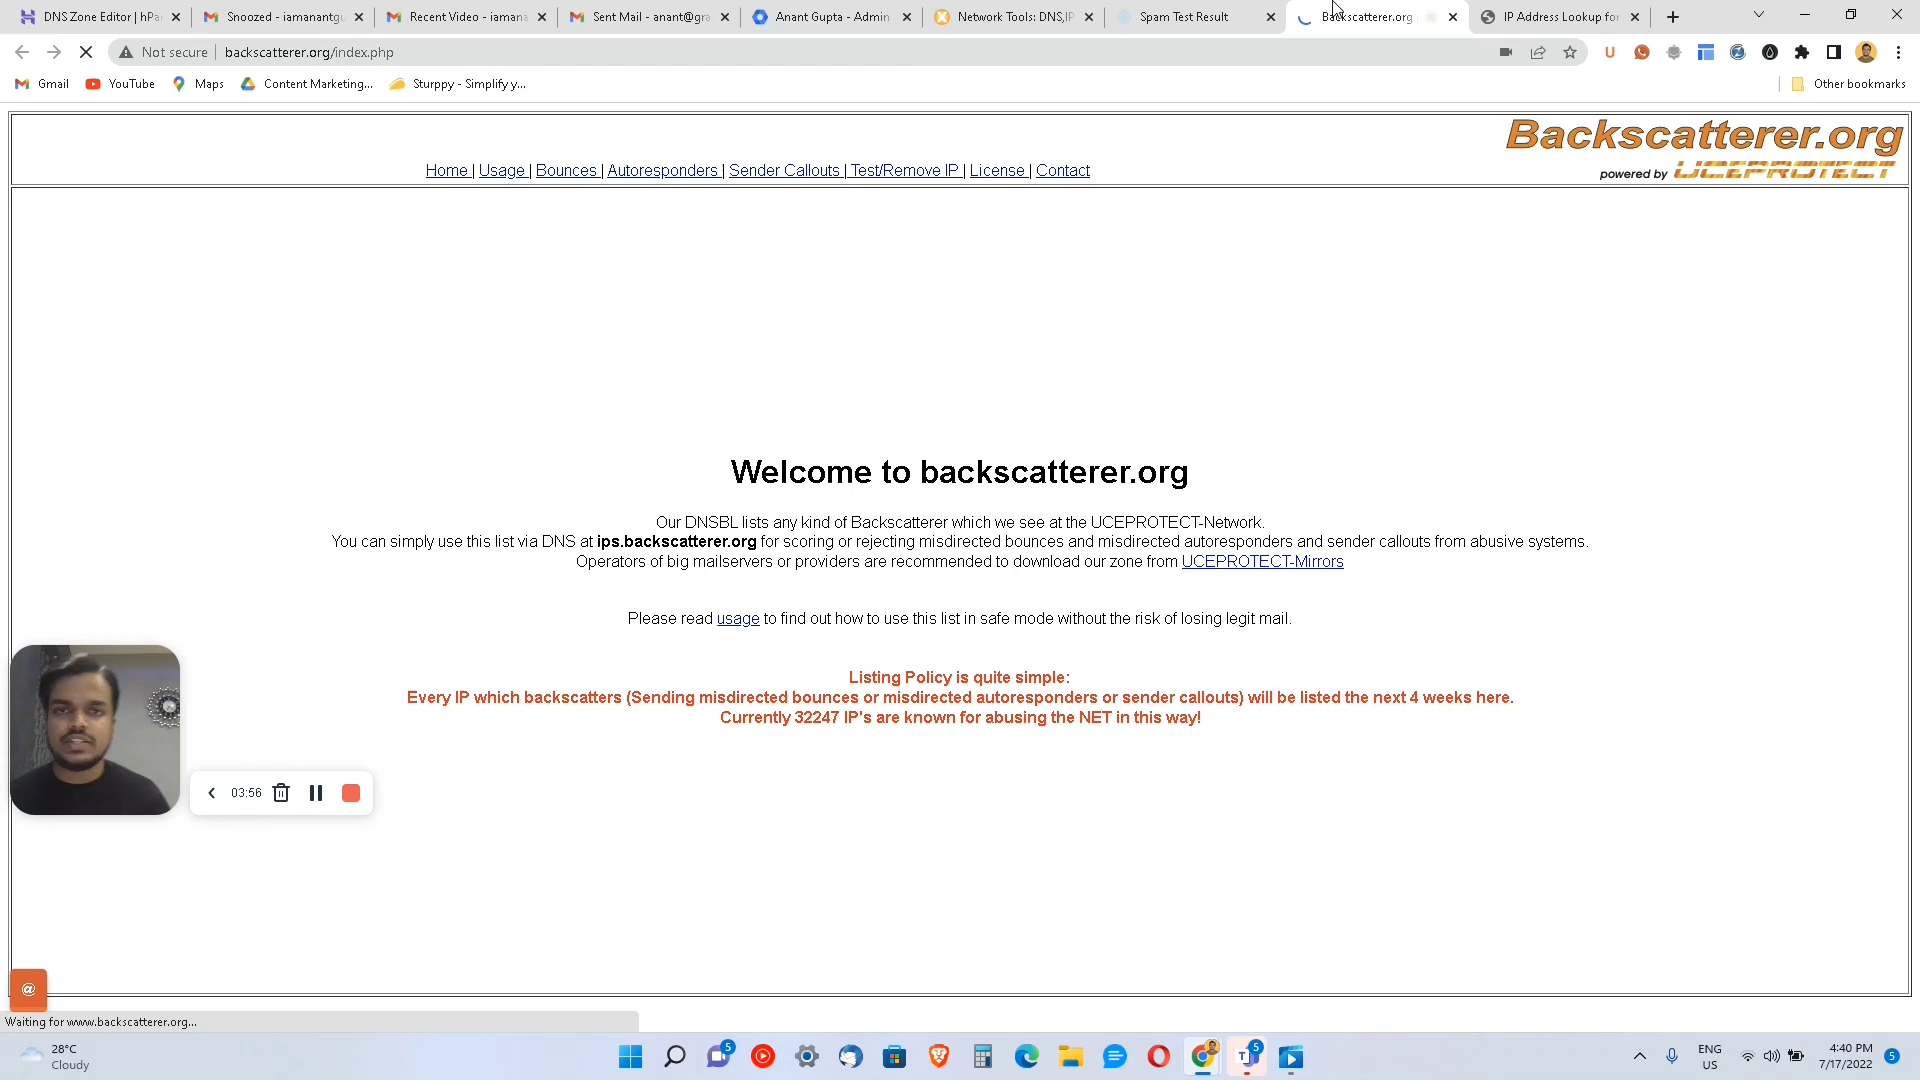 DNS Zone Editor | hPa
Snoozed - iamanantgu
Recent Video - iamana
Sent Mail - anant@gra
Anant Gupta - Admin
Network Tools: DNS,IP
Spam Test Result
Backscatterer.org
IP Address Lookup for
Not secure
backscatterer.org/index.php
Gmail
YouTube
Maps
Content Marketing...
Sturppy - Simplify y...
Other bookmarks
Backscatterer.org
powered by UCEPROTECT
Home | Usage | Bounces | Autoresponders | Sender Callouts | Test/Remove IP | License | Contact
Welcome to backscatterer.org
Our DNSBL lists any kind of Backscatterer which we see at the UCEPROTECT-Network.
You can simply use this list via DNS at ips.backscatterer.org for scoring or rejecting misdirected bounces and misdirected autoresponders and sender callouts from abusive systems.
Operators of big mailservers or providers are recommended to download our zone from UCEPROTECT-Mirrors
Please read usage to find out how to use this list in safe mode without the risk of losing legit mail.
Listing Policy is quite simple:
Every IP which backscatters (Sending misdirected bounces or misdirected autoresponders or sender callouts) will be listed the next 4 weeks here.
Currently 32247 IP's are known for abusing the NET in this way!
03:56
@
Waiting for www.backscatterer.org...
28°C
Cloudy
5
5
ENG
US
4:40 PM
7/17/2022
5